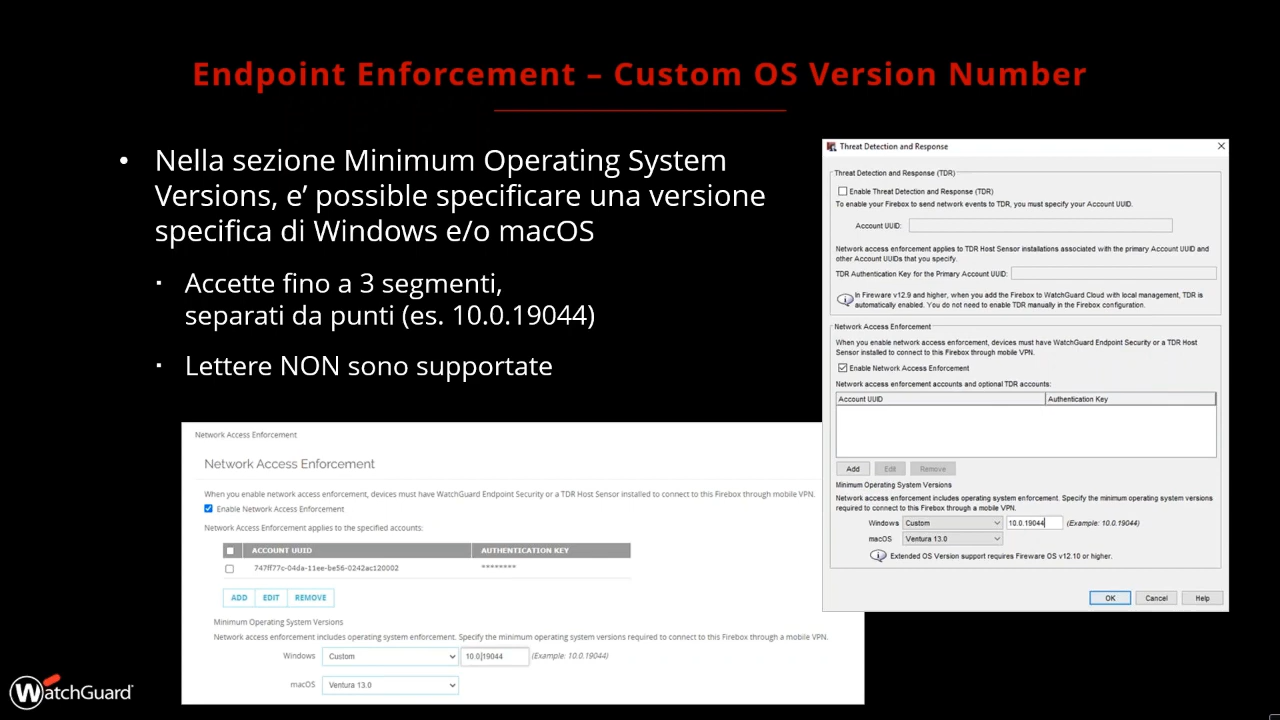 Endpoint Enforcement – Custom OS Version Number
• Nella sezione Minimum Operating System
Versions, e’ possible specificare una versione
specifica di Windows e/o macOS
▪ Accette fino a 3 segmenti,
separati da punti (es. 10.0.19044)
▪ Lettere NON sono supportate
Threat Detection and Response
Threat Detection and Response (TDR)
Enable Threat Detection and Response (TDR)
To enable your Firebox to send network events to TDR, you must specify your Account UUID.
Account UUID:
Network access enforcement applies to TDR Host Sensor installations associated with the primary Account UUID and
other Account UUIDs that you specify.
TDR Authentication Key for the Primary Account UUID:
In Fireware v12.9 and higher, when you add the Firebox to WatchGuard Cloud with local management, TDR is
automatically enabled. You do not need to enable TDR manually in the Firebox configuration.
Network Access Enforcement
When you enable network access enforcement, devices must have WatchGuard Endpoint Security or a TDR Host
Sensor installed to connect to this Firebox through mobile VPN.
Enable Network Access Enforcement
Network access enforcement accounts and optional TDR accounts:
Account UUID Authentication Key
Add Edit Remove
Minimum Operating System Versions
Network access enforcement includes operating system enforcement. Specify the minimum operating system versions
required to connect to this Firebox through a mobile VPN.
Windows Custom 10.0.19044 (Example: 10.0.19044)
macOS Ventura 13.0
Extended OS Version support requires Fireware OS v12.10 or higher.
OK Cancel Help
Network Access Enforcement
Network Access Enforcement
When you enable network access enforcement, devices must have WatchGuard Endpoint Security or a TDR Host Sensor installed to connect to this Firebox through mobile VPN.
Enable Network Access Enforcement
Network Access Enforcement applies to the specified accounts:
ACCOUNT UUID AUTHENTICATION KEY
747ff77c-04da-11ee-be56-0242ac120002 ********
ADD EDIT REMOVE
Minimum Operating System Versions
Network access enforcement includes operating system enforcement. Specify the minimum operating system versions required to connect to this Firebox through a mobile VPN.
Windows Custom 10.0.19044 (Example: 10.0.19044)
macOS Ventura 13.0
WatchGuard